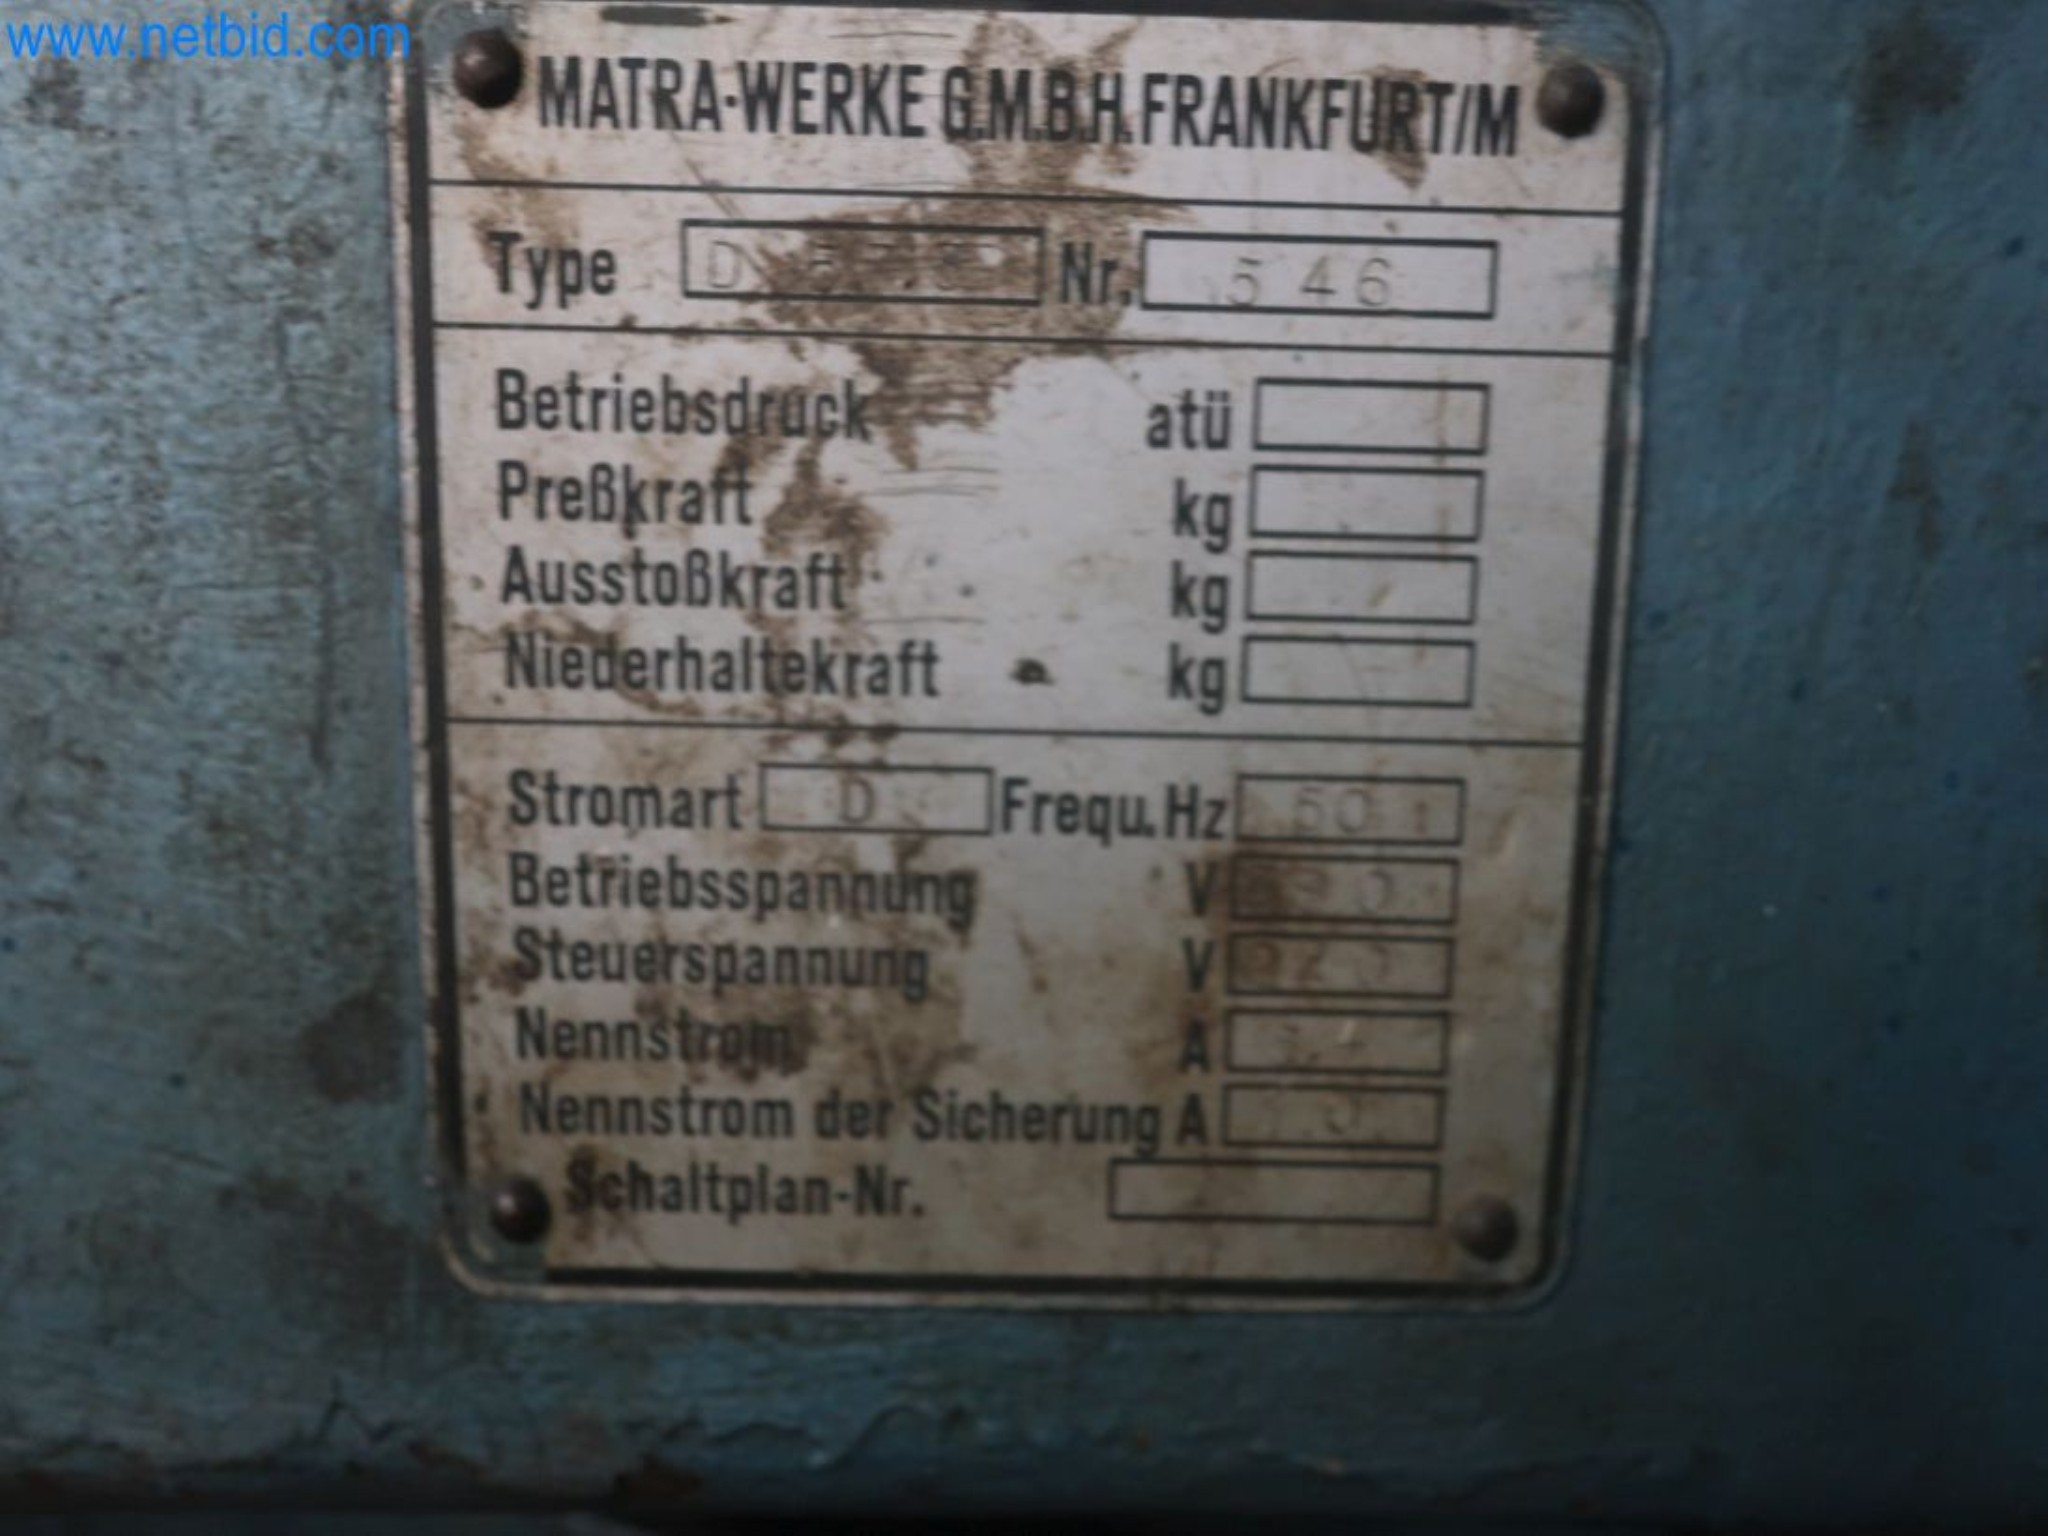 www.netbid.com
MATRA-WERKE G.M.B.H. FRANKFURT/M
Type D Nr. 546
Betriebsdruck atü
Preßkraft kg
Ausstoßkraft kg
Niederhaltekraft kg
Stromart D Frequ. Hz 50
Betriebsspannung V
Steuerspannung V
Nennstrom A
Nennstrom der Sicherung A
Schaltplan-Nr.